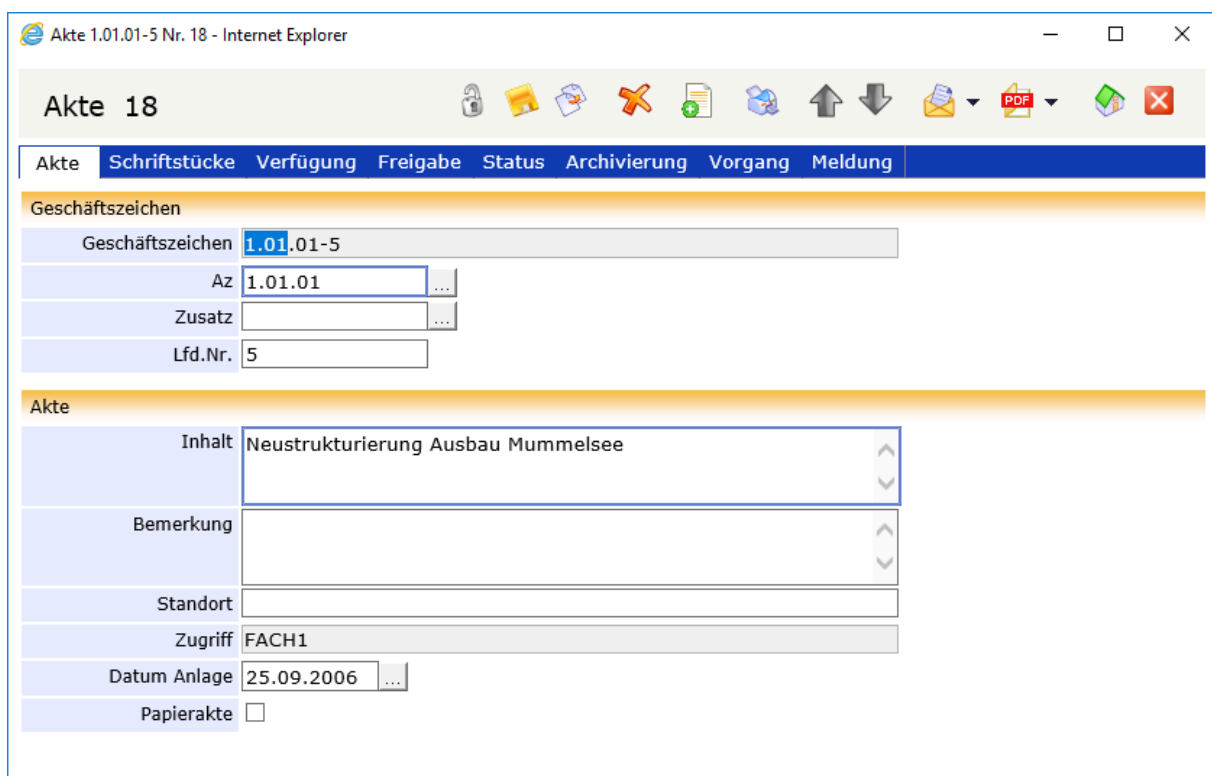 Akte 1.01.01-5 Nr. 18 - Internet Explorer
Akte 18
PDF
Akte Schriftstücke Verfügung Freigabe Status Archivierung Vorgang Meldung
Geschäftszeichen
Geschäftszeichen 1.01.01-5
Az 1.01.01 ...
Zusatz ...
Lfd.Nr. 5
Akte
Inhalt Neustrukturierung Ausbau Mummelsee
Bemerkung
Standort
Zugriff FACH1
Datum Anlage 25.09.2006 ...
Papierakte